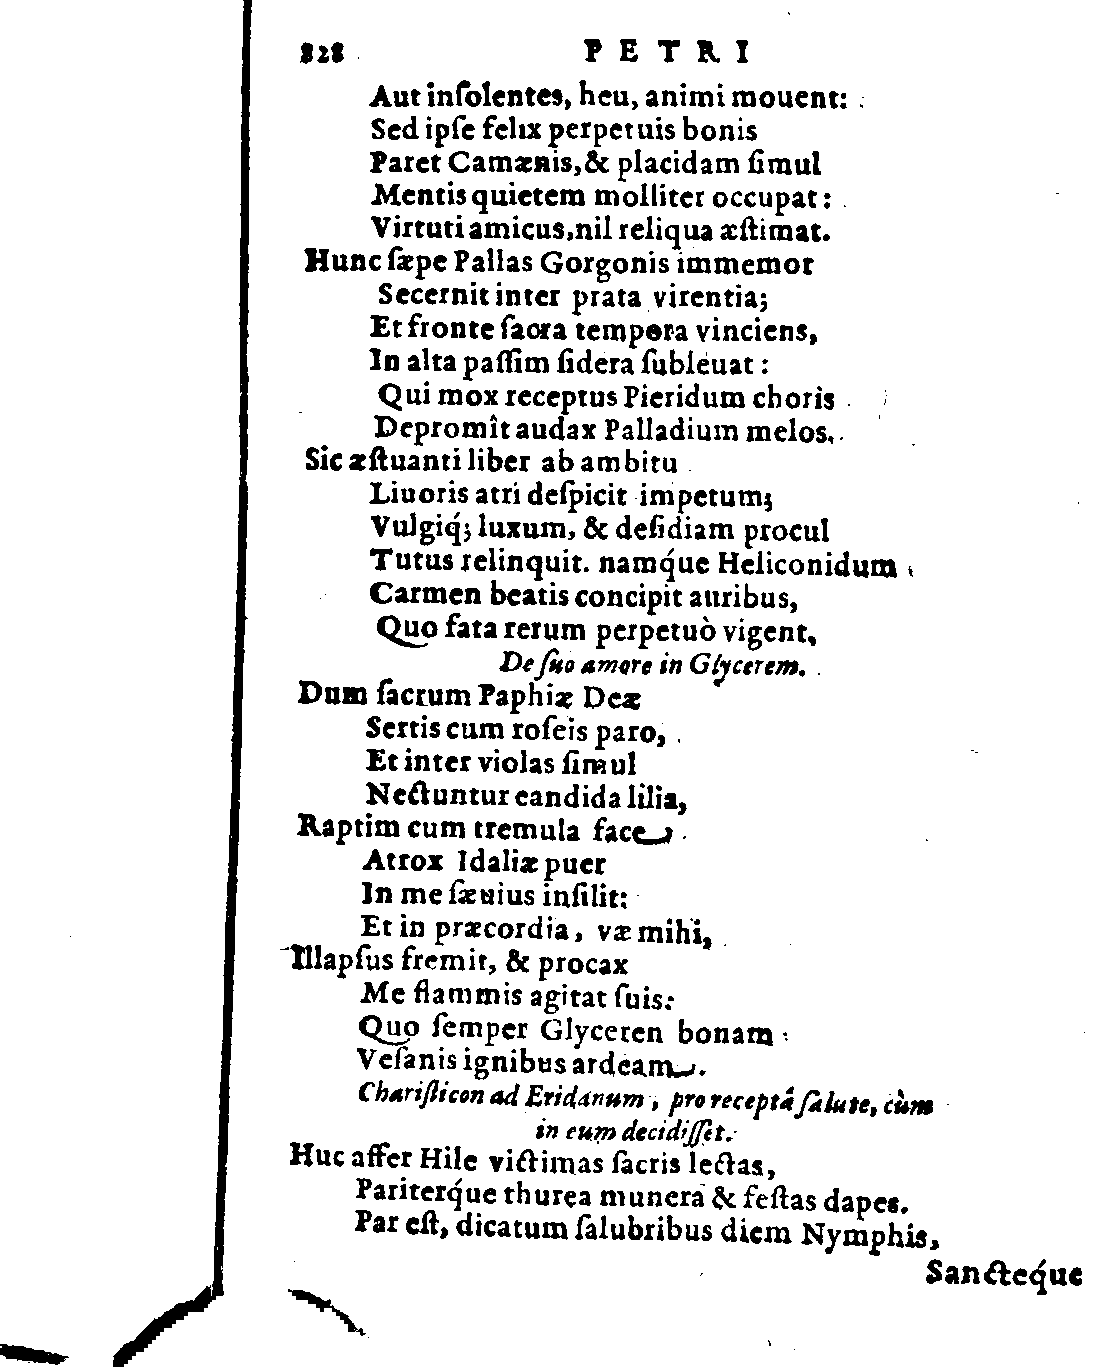 828 PETRI
Aut inſolentes, heu, animi mouent:
Sed ipſe felix perpetuis bonis
Paret Camænis, & placidam ſimul
Mentis quietem molliter occupat:
Virtuti amicus, nil reliqua æſtimat.
Hunc ſæpe Pallas Gorgonis immemor
Secernit inter prata virentia;
Et fronte ſacra tempora vinciens,
In alta paſſim ſidera ſubleuat:
Qui mox receptus Pieridum choris
Depromît audax Palladium melos.
Sic æſtuanti liber ab ambitu
Liuoris atri deſpicit impetum;
Vulgiq́; luxum, & deſidiam procul
Tutus relinquit. namq́ue Heliconidum
Carmen beatis concipit auribus,
Quo fata rerum perpetuò vigent.
De ſuo amore in Glycerem.
Dum ſacrum Paphiæ Deæ
Sertis cum roſeis paro,
Et inter violas ſimul
Nectuntur candida lilia,
Raptim cum tremula face,
Atrox Idaliæ puer
In me ſæuius inſilit:
Et in præcordia, væ mihi,
Illapſus fremit, & procax
Me flammis agitat ſuis:
Quo ſemper Glyceren bonam
Veſanis ignibus ardeam.
Chariſticon ad Eridanum, pro receptâ ſalute, cùm
in eum decidiſſet.
Huc affer Hile victimas ſacris lectas,
Pariterq́ue thurea munera & feſtas dapes.
Par eſt, dicatum ſalubribus diem Nymphis,
Sancteq́ue